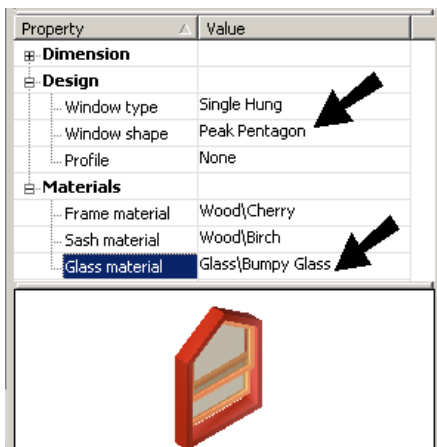 Property Value
Dimension
Design
Window type Single Hung
Window shape Peak Pentagon
Profile None
Materials
Frame material Wood\Cherry
Sash material Wood\Birch
Glass material Glass\Bumpy Glass